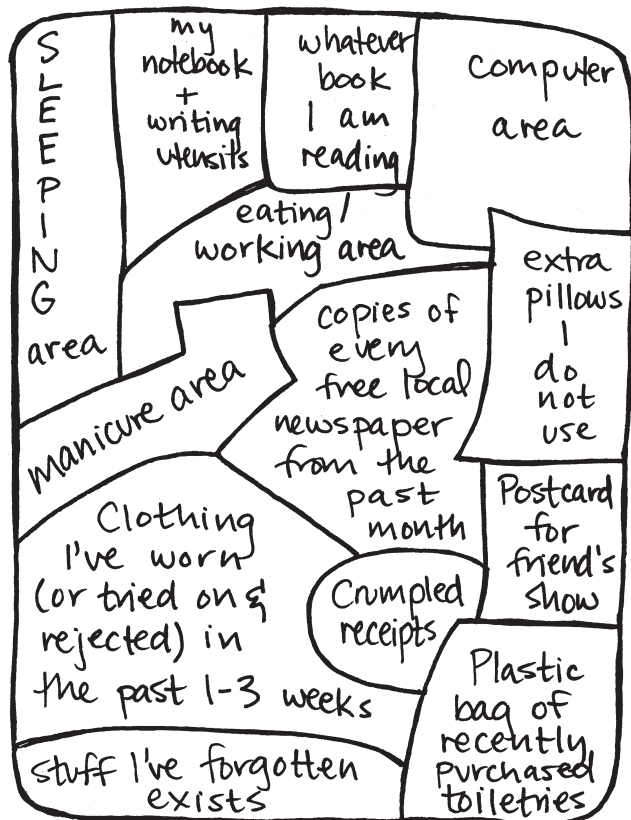 SLEEPING
area
my
notebook
+
writing
utensils
whatever
book
I am
reading
computer
area
eating/
working area
extra
pillows
I
do
not
use
manicure area
copies of
every
free local
newspaper
from the
past
month
Postcard
for
friend's
show
Clothing
I've worn
(or tried on &
rejected) in
the past 1-3 weeks
Crumpled
receipts
Plastic
bag of
recently
purchased
toiletries
stuff I've forgotten
exists